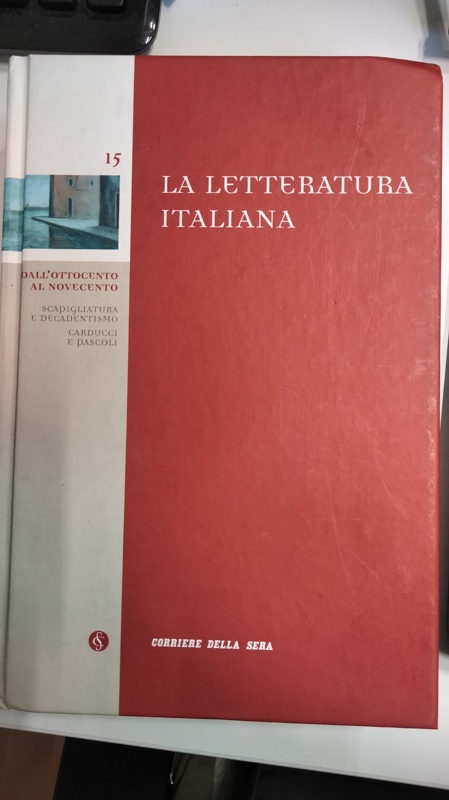 15
LA LETTERATURA
ITALIANA
DALL'OTTOCENTO
AL NOVECENTO
SCAPIGLIATURA
E DECADENTISMO
CARDUCCI
E PASCOLI
CORRIERE DELLA SERA